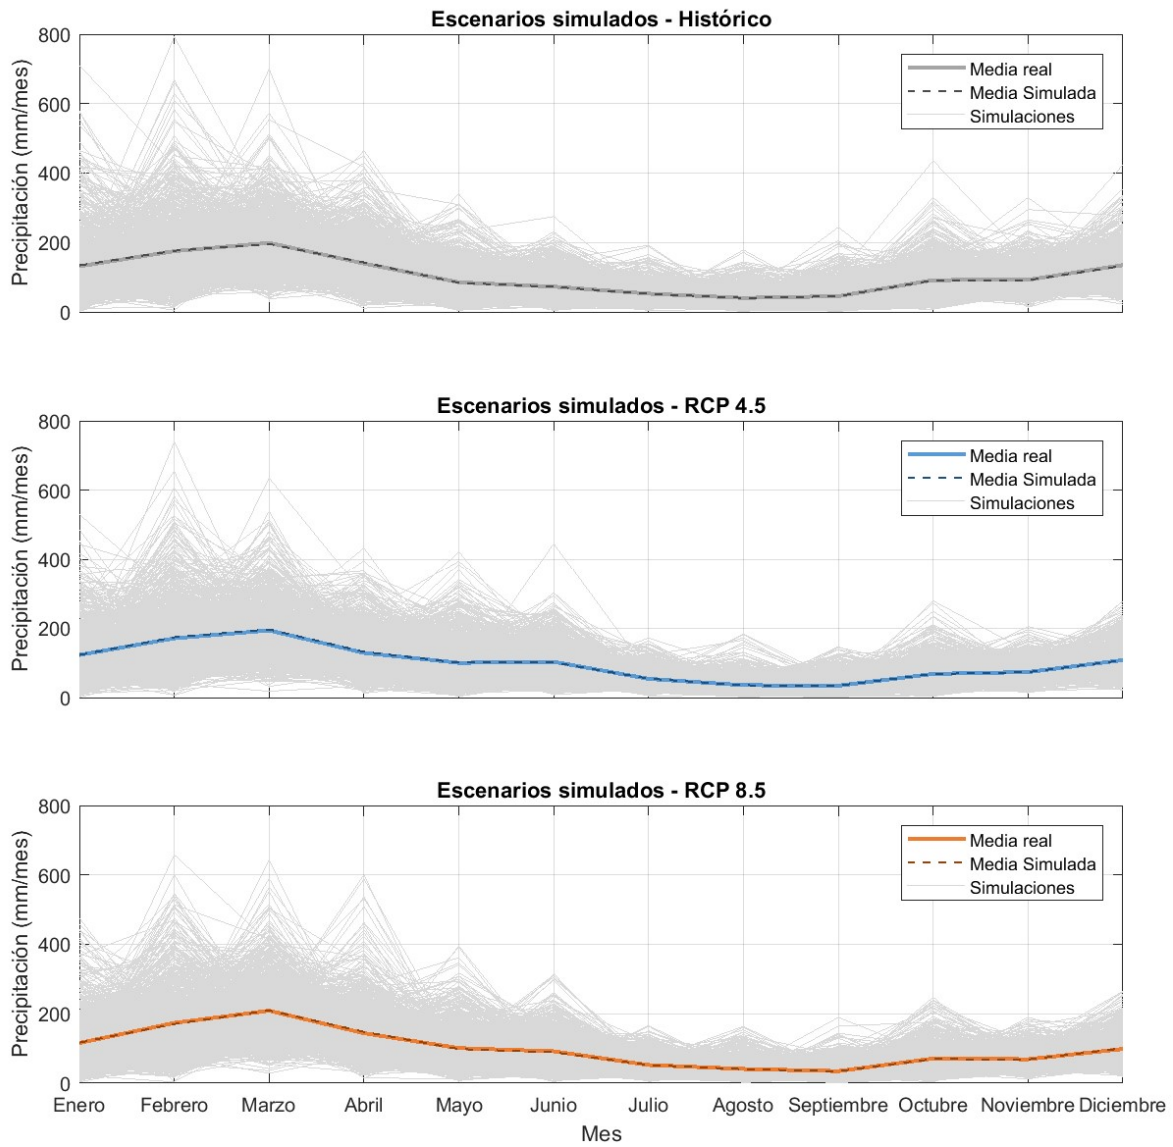 Escenarios simulados - Histórico
800
600
400
200
0
Precipitación (mm/mes)
Media real
Media Simulada
Simulaciones
Escenarios simulados - RCP 4.5
800
600
400
200
0
Precipitación (mm/mes)
Media real
Media Simulada
Simulaciones
Escenarios simulados - RCP 8.5
800
600
400
200
0
Precipitación (mm/mes)
Media real
Media Simulada
Simulaciones
Enero Febrero Marzo Abril Mayo Junio Julio Agosto Septiembre Octubre Noviembre Diciembre
Mes